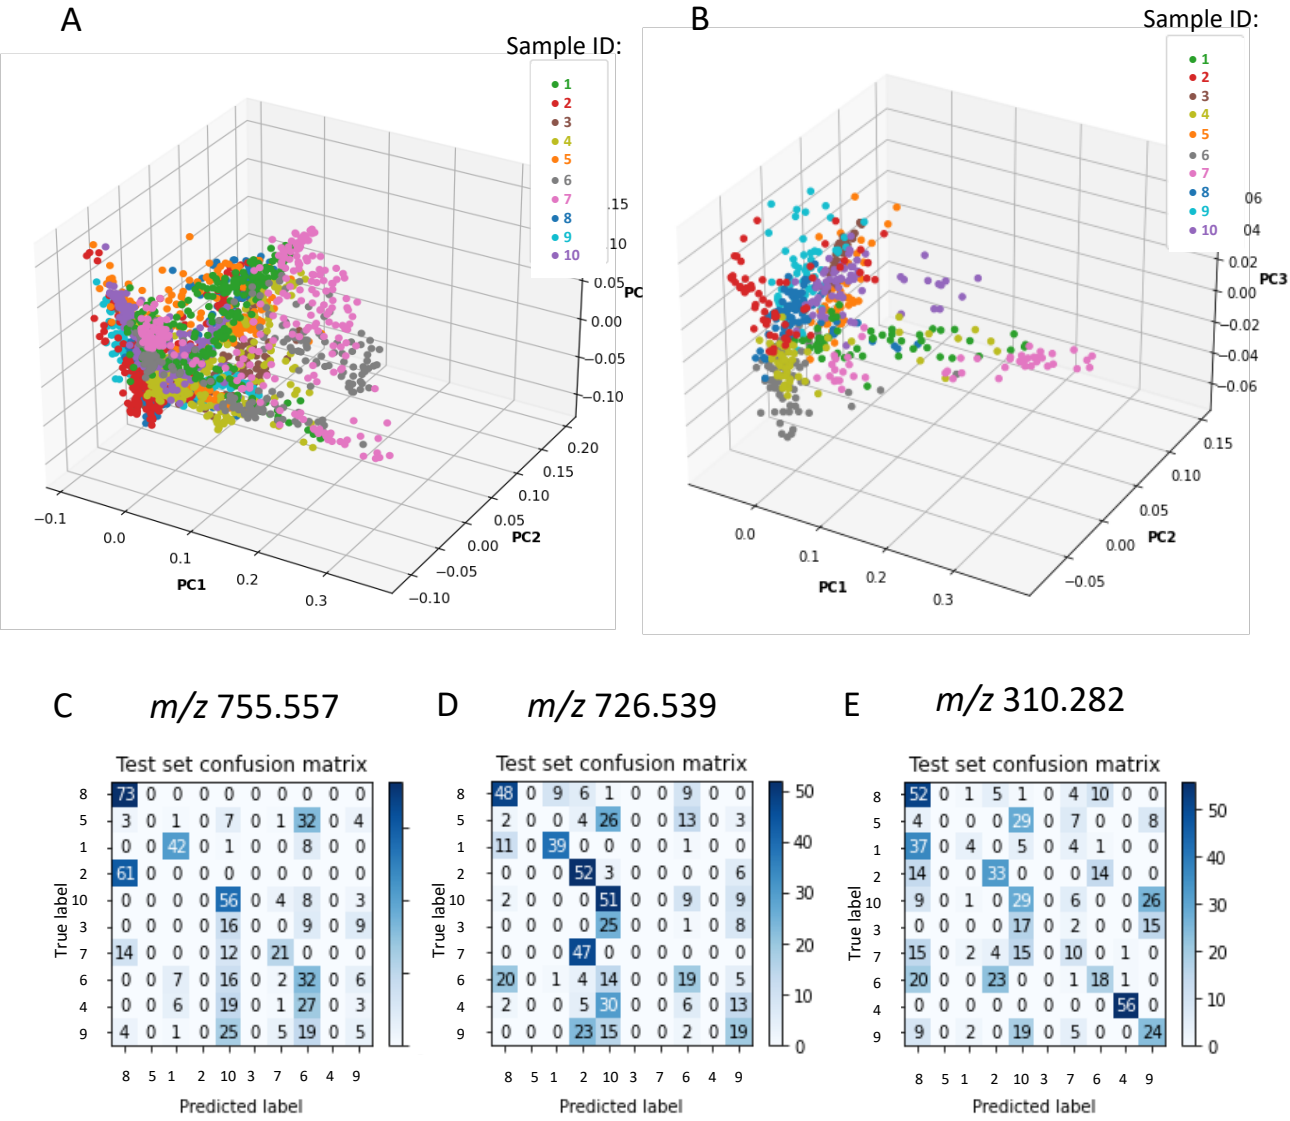 A
B
Sample ID:
1
2
3
4
5
6
7
8
9
10
.15
10
0.05
PC
0.00
−0.05
−0.10
0.20
0.15
0.10
0.05
0.00
−0.05
−0.10
PC2
−0.1
0.0
0.1
0.2
0.3
PC1
Sample ID:
1
2
3
4
5
6
7
8
9
10
06
04
0.02
PC3
0.00
−0.02
−0.04
−0.06
0.15
0.10
0.05
0.00
−0.05
PC2
0.0
0.1
0.2
0.3
PC1
C m/z 755.557
Test set confusion matrix
True label
8 73 0 0 0 0 0 0 0 0 0
5 3 0 1 0 7 0 1 32 0 4
1 0 0 42 0 1 0 0 8 0 0
2 61 0 0 0 0 0 0 0 0 0
10 0 0 0 0 56 0 4 8 0 3
3 0 0 0 0 16 0 0 9 0 9
7 14 0 0 0 12 0 21 0 0 0
6 0 0 7 0 16 0 2 32 0 6
4 0 0 6 0 19 0 1 27 0 3
9 4 0 1 0 25 0 5 19 0 5
8 5 1 2 10 3 7 6 4 9
Predicted label
D m/z 726.539
Test set confusion matrix
True label
8 48 0 9 6 1 0 0 9 0 0
5 2 0 0 4 26 0 0 13 0 3
1 11 0 39 0 0 0 0 1 0 0
2 0 0 0 52 3 0 0 0 0 6
10 2 0 0 0 51 0 0 9 0 9
3 0 0 0 0 25 0 0 1 0 8
7 0 0 0 47 0 0 0 0 0 0
6 20 0 1 4 14 0 0 19 0 5
4 2 0 0 5 30 0 0 6 0 13
9 0 0 0 23 15 0 0 2 0 19
8 5 1 2 10 3 7 6 4 9
Predicted label
50
40
30
20
10
0
E m/z 310.282
Test set confusion matrix
True label
8 52 0 1 5 1 0 4 10 0 0
5 4 0 0 0 29 0 7 0 0 8
1 37 0 4 0 5 0 4 1 0 0
2 14 0 0 33 0 0 0 14 0 0
10 9 0 1 0 29 0 6 0 0 26
3 0 0 0 0 17 0 2 0 0 15
7 15 0 2 4 15 0 10 0 1 0
6 20 0 0 23 0 0 1 18 1 0
4 0 0 0 0 0 0 0 0 56 0
9 9 0 2 0 19 0 5 0 0 24
8 5 1 2 10 3 7 6 4 9
Predicted label
50
40
30
20
10
0